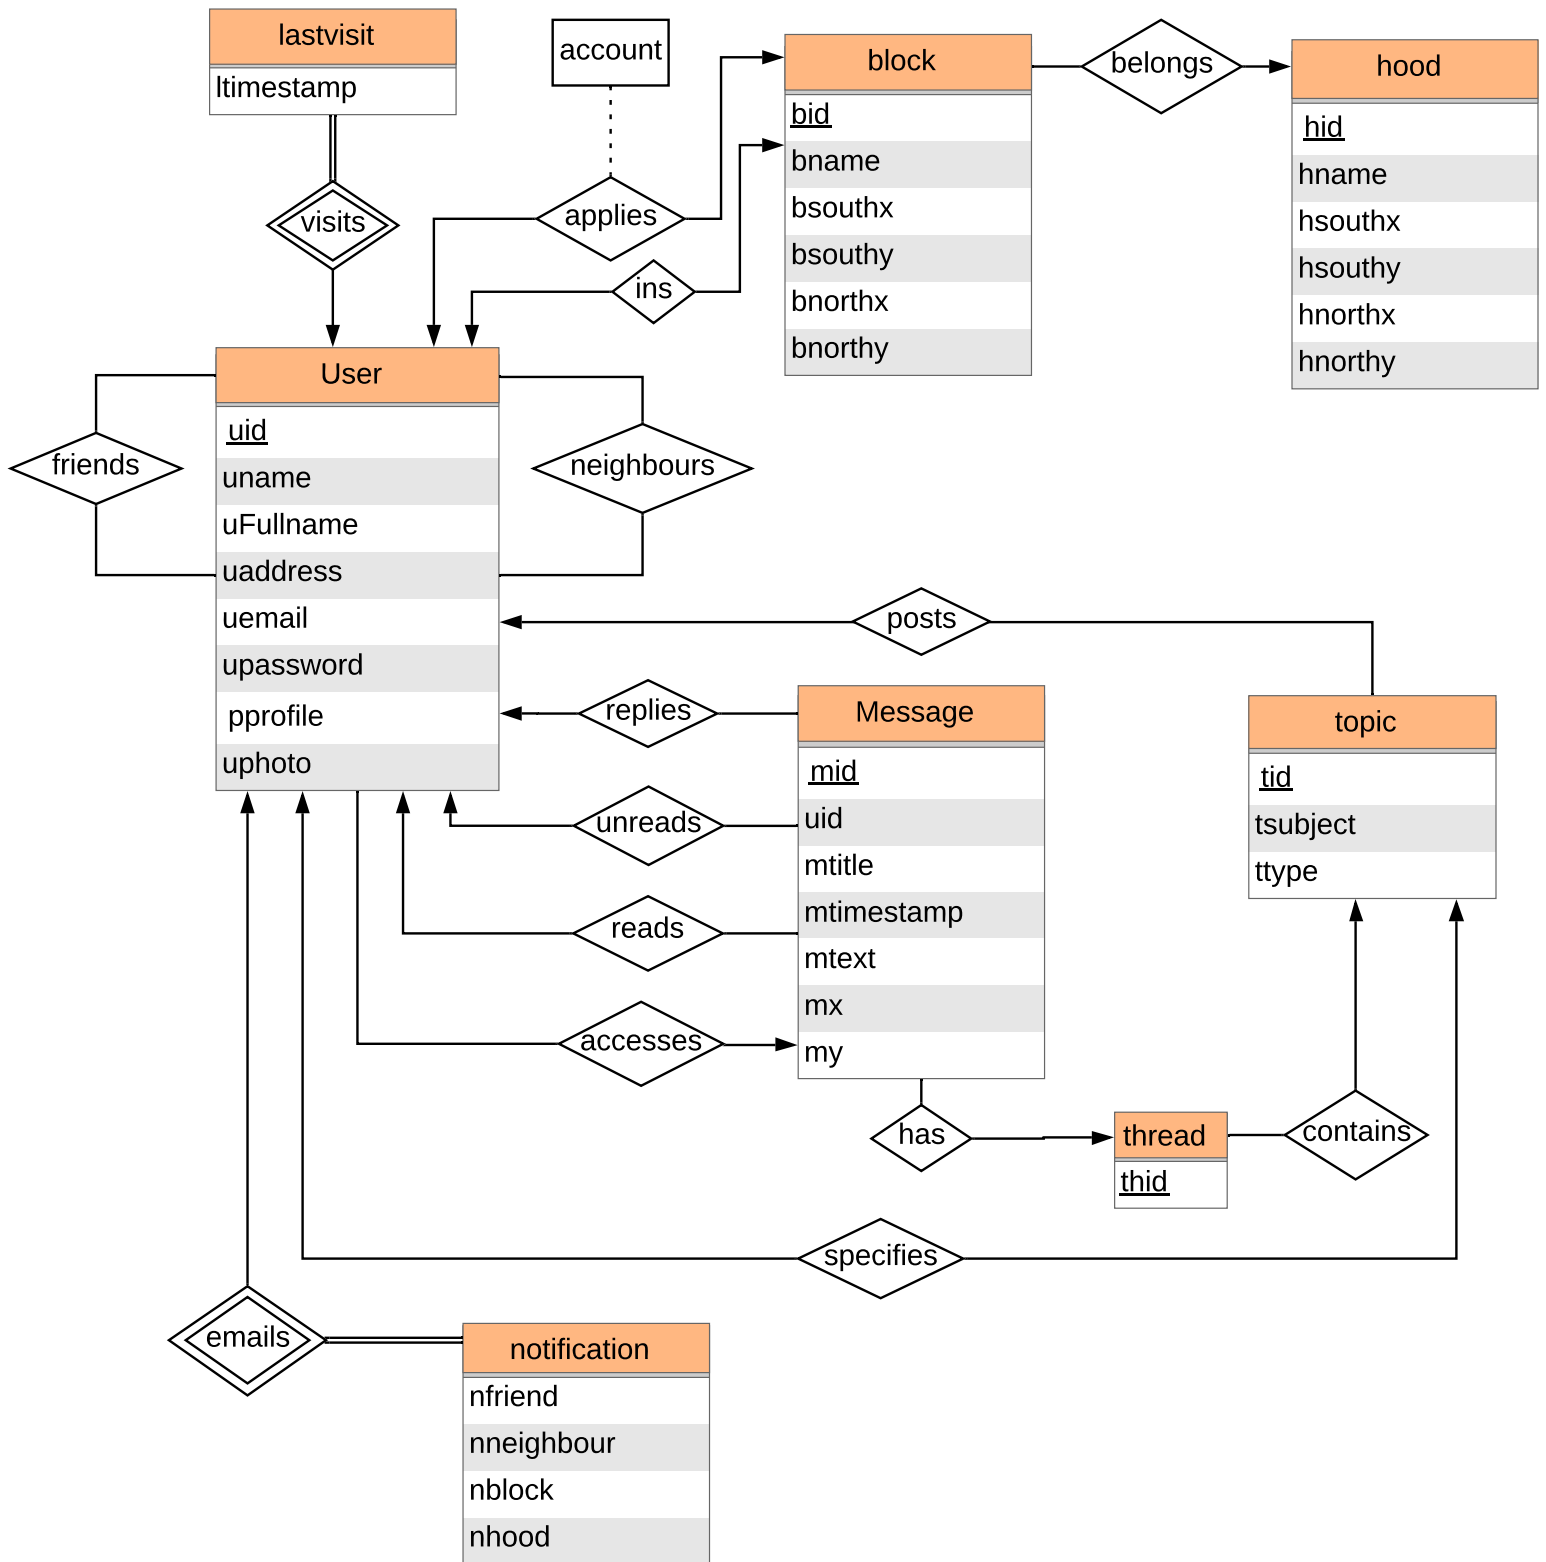 lastvisit
ltimestamp
account
block
bid
bname
bsouthx
bsouthy
bnorthx
bnorthy
belongs
hood
hid
hname
hsouthx
hsouthy
hnorthx
hnorthy
visits
applies
ins
User
uid
uname
uFullname
uaddress
uemail
upassword
pprofile
uphoto
friends
neighbours
posts
replies
unreads
reads
accesses
Message
mid
uid
mtitle
mtimestamp
mtext
mx
my
topic
tid
tsubject
ttype
has
thread
thid
contains
specifies
emails
notification
nfriend
nneighbour
nblock
nhood